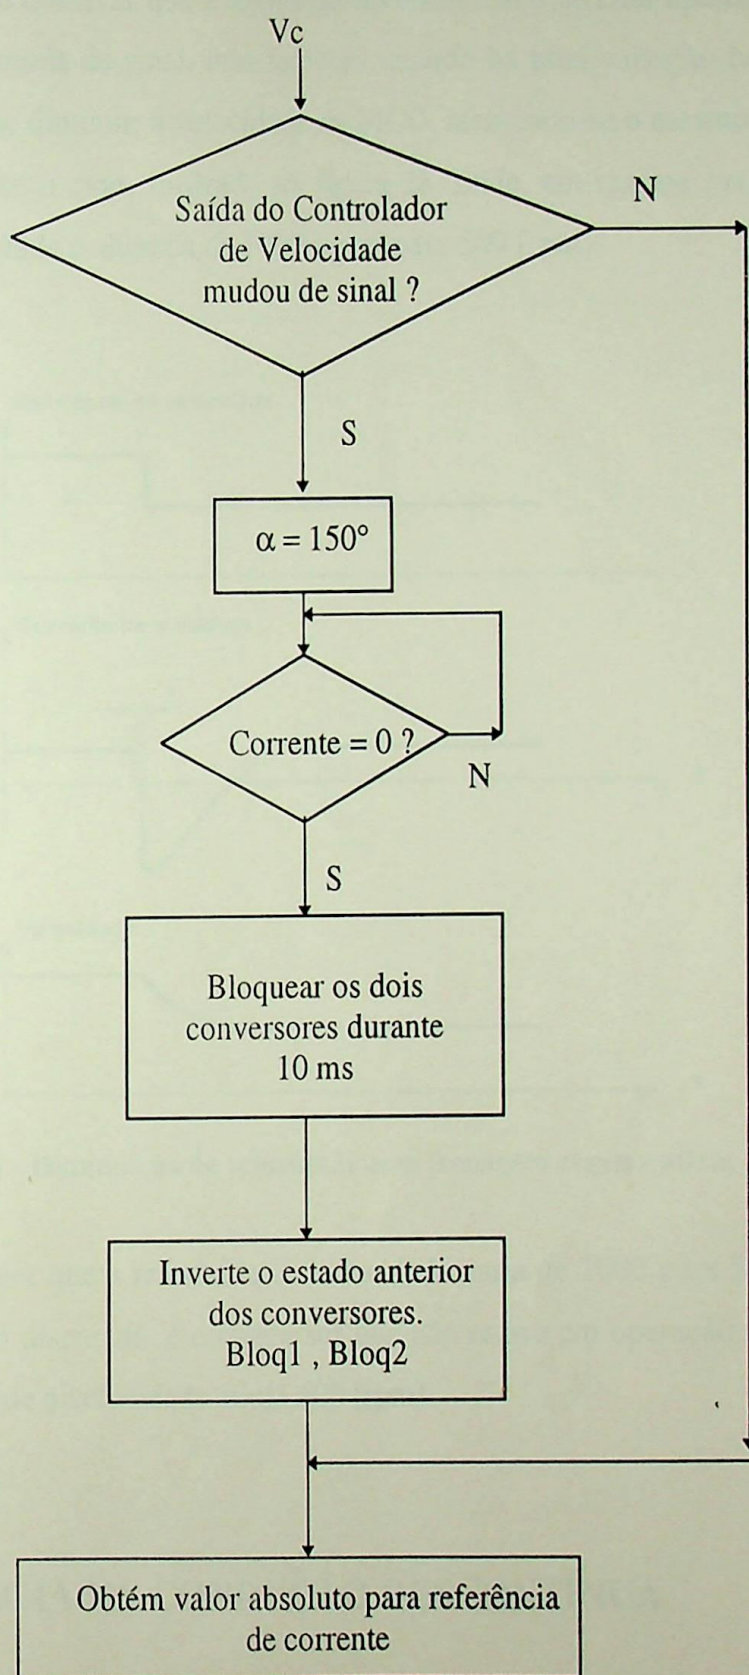 Vc
Saída do Controlador
de Velocidade
mudou de sinal ?
N
S
α = 150°
Corrente = 0 ?
N
S
Bloquear os dois
conversores durante
10 ms
Inverte o estado anterior
dos conversores.
Bloq1 , Bloq2
Obtém valor absoluto para referência
de corrente